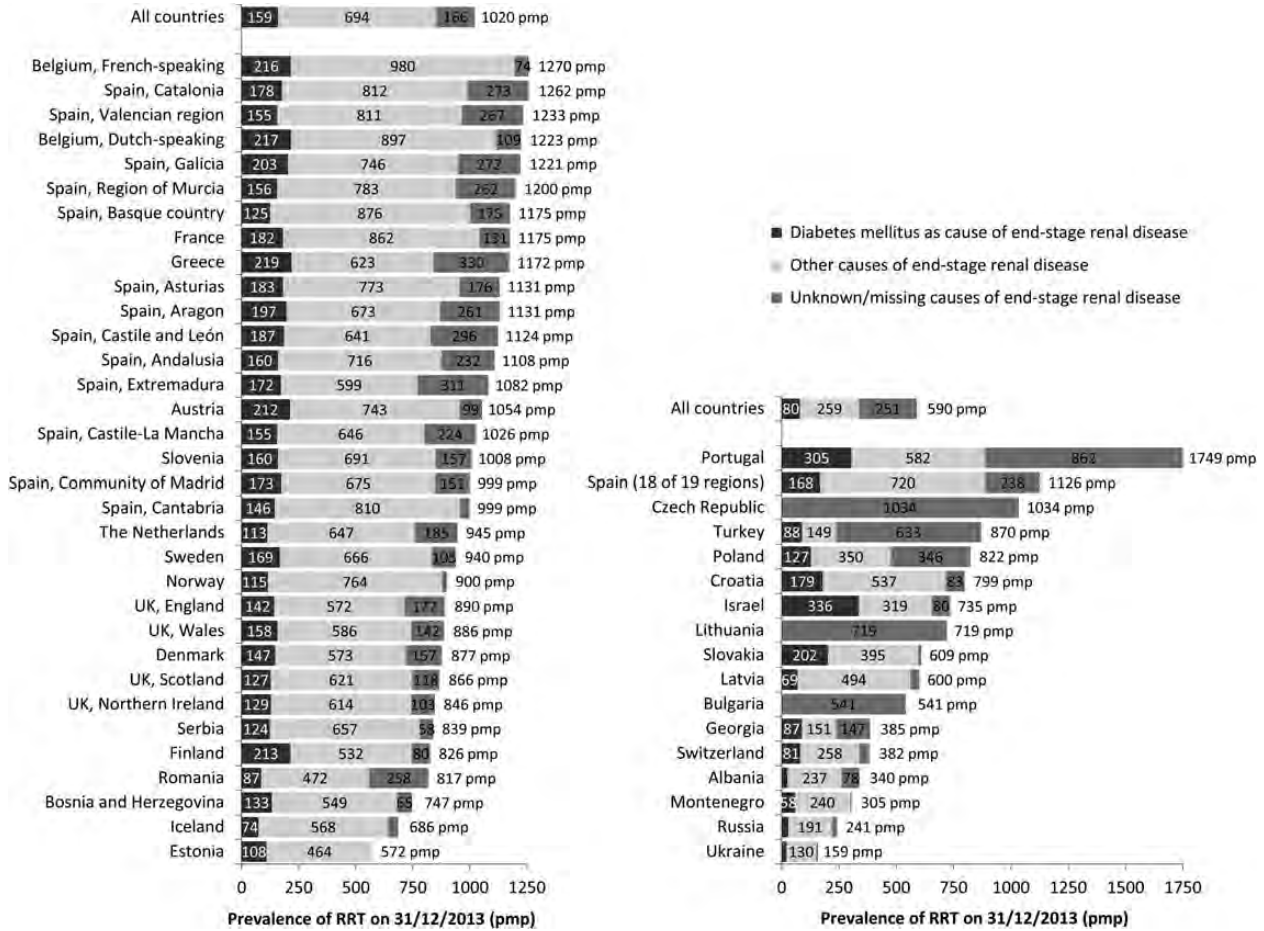 All countries 159 694 166 1020 pmp
Belgium, French-speaking 216 980 74 1270 pmp
Spain, Catalonia 178 812 273 1262 pmp
Spain, Valencian region 155 811 267 1233 pmp
Belgium, Dutch-speaking 217 897 109 1223 pmp
Spain, Galicia 203 746 272 1221 pmp
Spain, Region of Murcia 156 783 262 1200 pmp
Spain, Basque country 125 876 175 1175 pmp
France 182 862 131 1175 pmp
Greece 219 623 330 1172 pmp
Spain, Asturias 183 773 176 1131 pmp
Spain, Aragon 197 673 261 1131 pmp
Spain, Castile and León 187 641 296 1124 pmp
Spain, Andalusia 160 716 232 1108 pmp
Spain, Extremadura 172 599 311 1082 pmp
Austria 212 743 99 1054 pmp
Spain, Castile-La Mancha 155 646 224 1026 pmp
Slovenia 160 691 157 1008 pmp
Spain, Community of Madrid 173 675 151 999 pmp
Spain, Cantabria 146 810 999 pmp
The Netherlands 113 647 185 945 pmp
Sweden 169 666 105 940 pmp
Norway 115 764 900 pmp
UK, England 142 572 177 890 pmp
UK, Wales 158 586 142 886 pmp
Denmark 147 573 157 877 pmp
UK, Scotland 127 621 118 866 pmp
UK, Northern Ireland 129 614 103 846 pmp
Serbia 124 657 58 839 pmp
Finland 213 532 80 826 pmp
Romania 87 472 258 817 pmp
Bosnia and Herzegovina 133 549 65 747 pmp
Iceland 74 568 686 pmp
Estonia 108 464 572 pmp
0 250 500 750 1000 1250
Prevalence of RRT on 31/12/2013 (pmp)
Diabetes mellitus as cause of end-stage renal disease
Other causes of end-stage renal disease
Unknown/missing causes of end-stage renal disease
All countries 80 259 251 590 pmp
Portugal 305 582 862 1749 pmp
Spain (18 of 19 regions) 168 720 238 1126 pmp
Czech Republic 1034 1034 pmp
Turkey 88 149 633 870 pmp
Poland 127 350 346 822 pmp
Croatia 179 537 83 799 pmp
Israel 336 319 80 735 pmp
Lithuania 719 719 pmp
Slovakia 202 395 609 pmp
Latvia 69 494 600 pmp
Bulgaria 541 541 pmp
Georgia 87 151 147 385 pmp
Switzerland 81 258 382 pmp
Albania 237 78 340 pmp
Montenegro 58 240 305 pmp
Russia 191 241 pmp
Ukraine 130 159 pmp
0 250 500 750 1000 1250 1500 1750
Prevalence of RRT on 31/12/2013 (pmp)